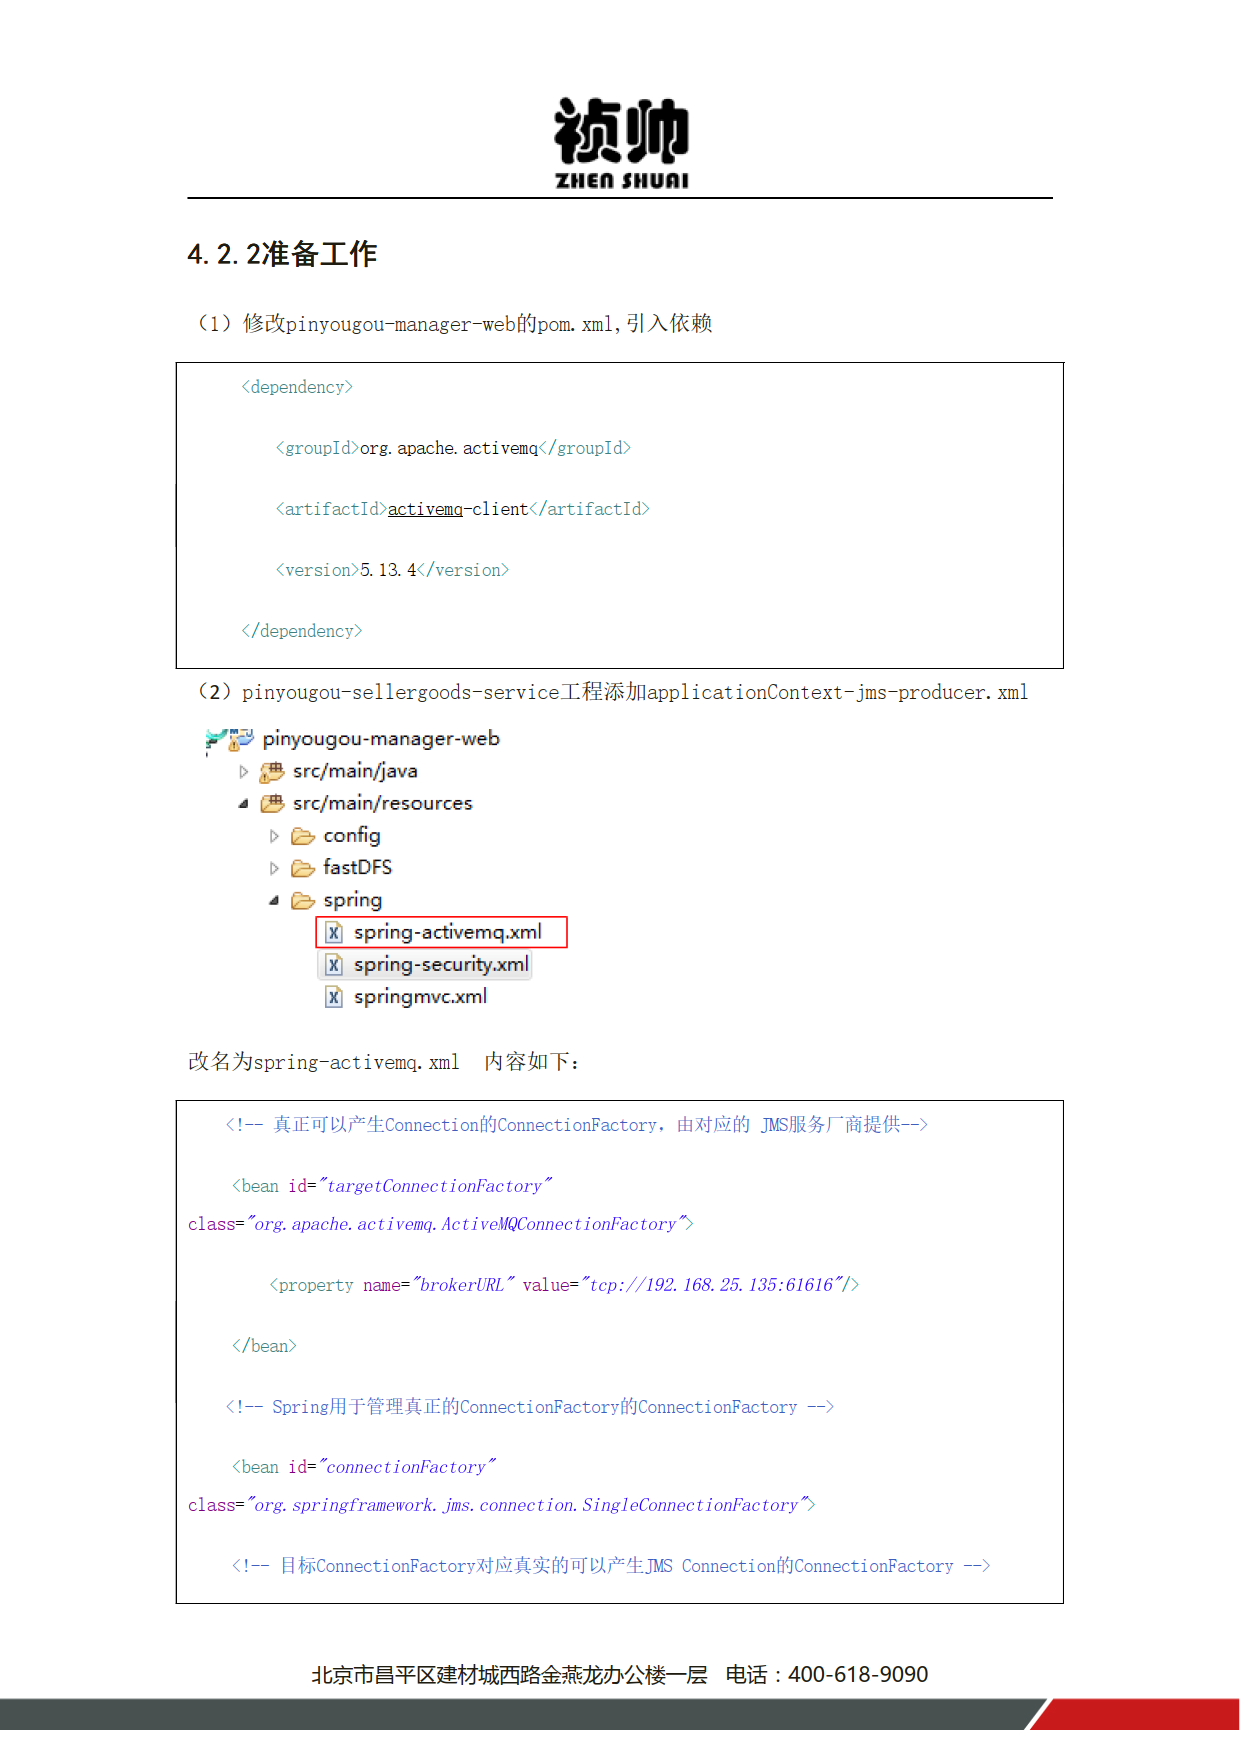 祯帅
ZHEN SHUAI
4.2.2准备工作
（1）修改pinyougou-manager-web的pom.xml,引入依赖
<dependency>
<groupId>org.apache.activemq</groupId>
<artifactId>activemq-client</artifactId>
<version>5.13.4</version>
</dependency>
（2）pinyougou-sellergoods-service工程添加applicationContext-jms-producer.xml
pinyougou-manager-web
src/main/java
src/main/resources
config
fastDFS
spring
spring-activemq.xml
spring-security.xml
springmvc.xml
改名为spring-activemq.xml 内容如下：
<!-- 真正可以产生Connection的ConnectionFactory，由对应的 JMS服务厂商提供-->
<bean id="targetConnectionFactory"
class="org.apache.activemq.ActiveMQConnectionFactory">
<property name="brokerURL" value="tcp://192.168.25.135:61616"/>
</bean>
<!-- Spring用于管理真正的ConnectionFactory的ConnectionFactory -->
<bean id="connectionFactory"
class="org.springframework.jms.connection.SingleConnectionFactory">
<!-- 目标ConnectionFactory对应真实的可以产生JMS Connection的ConnectionFactory -->
北京市昌平区建材城西路金燕龙办公楼一层 电话：400-618-9090